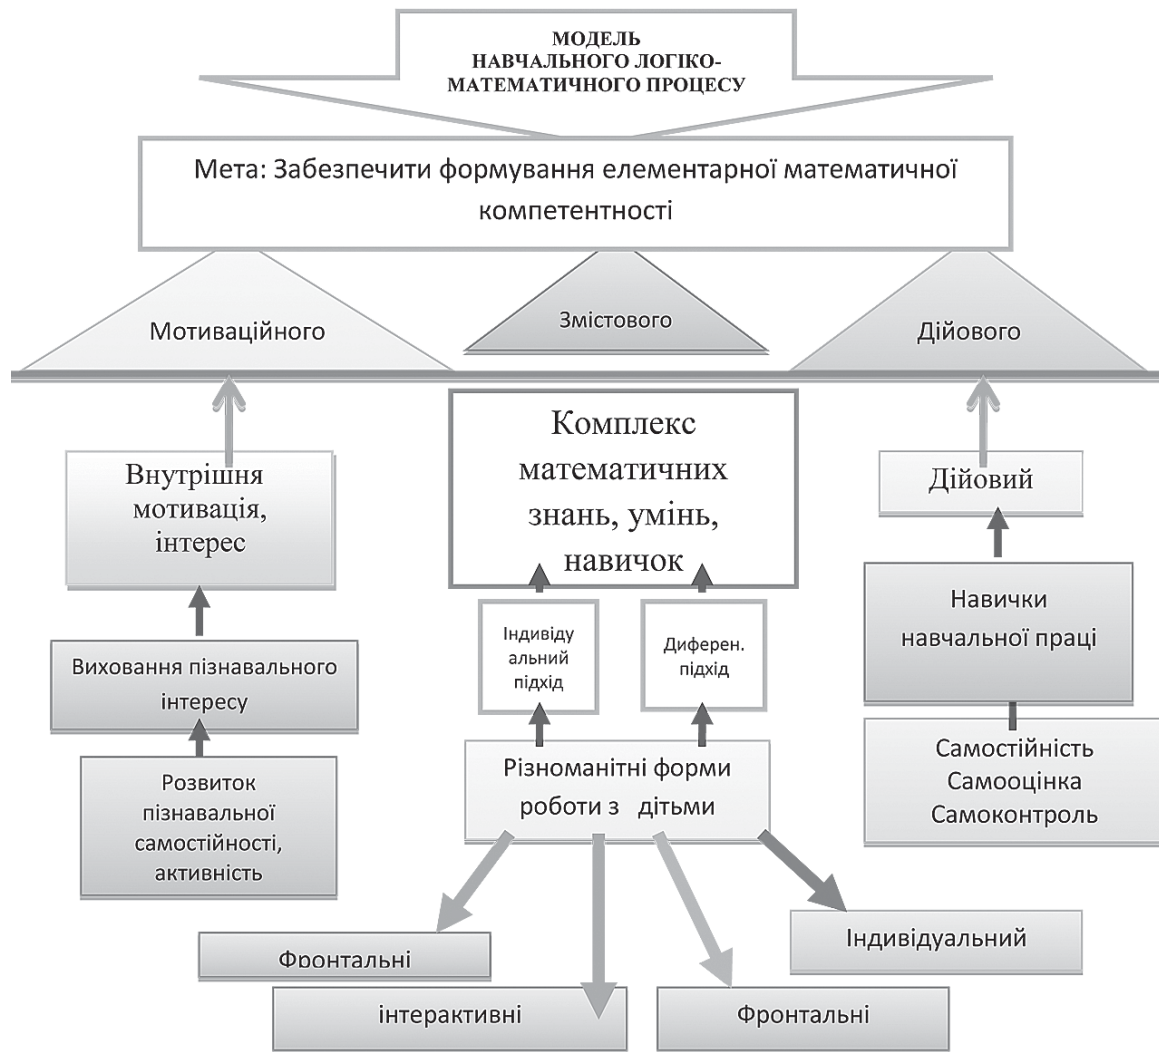 МОДЕЛЬ
НАВЧАЛЬНОГО ЛОГІКО-
МАТЕМАТИЧНОГО ПРОЦЕСУ
Мета: Забезпечити формування елементарної математичної
компетентності
Мотиваційного
Змістового
Дійового
Внутрішня
мотивація,
інтерес
Виховання пізнавального
інтересу
Розвиток
пізнавальної
самостійності,
активність
Комплекс
математичних
знань, умінь,
навичок
Індивіду
альний
підхід
Диферен.
підхід
Різноманітні форми
роботи з дітьми
Дійовий
Навички
навчальної праці
Самостійність
Самооцінка
Самоконтроль
Фронтальні
інтерактивні
Фронтальні
Індивідуальний